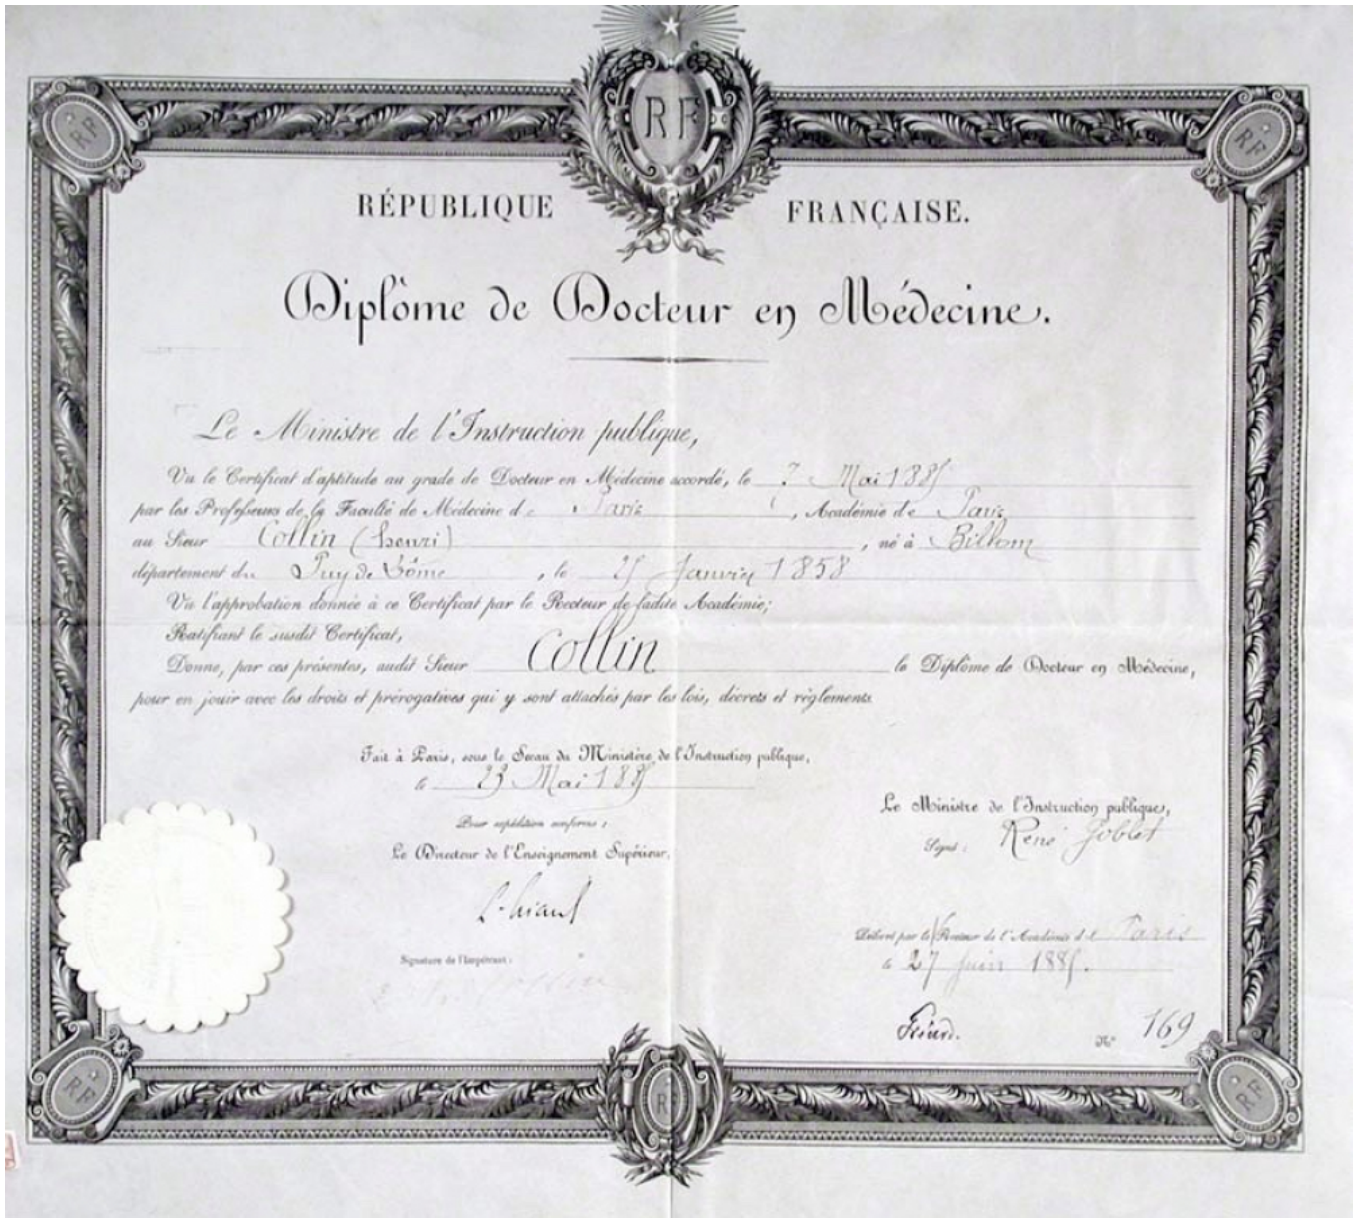 RF
RF
RF
RÉPUBLIQUE FRANÇAISE.
Diplôme de Docteur en Médecine.
Le Ministre de l'Instruction publique,
Vu le Certificat d'aptitude au grade de Docteur en Médecine accordé, le 7 Mai 1885
par les Professeurs de la Faculté de Médecine de Paris, Académie de Paris
au Sieur Collin (henri), né à Billom
département du Puy de Dôme, le Janvier 1858
Vu l'approbation donnée à ce Certificat par le Recteur de ladite Académie;
Ratifiant le susdit Certificat,
Donne, par ces présentes, audit Sieur Collin le Diplôme de Docteur en Médecine,
pour en jouir avec les droits et prérogatives qui y sont attachés par les lois, décrets et règlements.
Fait à Paris, sous le Sceau du Ministère de l'Instruction publique,
le 23 Mai 1885
Pour expédition conforme :
Le Directeur de l'Enseignement Supérieur,
Le Ministre de l'Instruction publique,
Signé : René Goblet
Signature de l'Impétrant :
Délivré par le Recteur de l'Académie de Paris
le 27 juin 1885.
No 169
RF
RF
RF